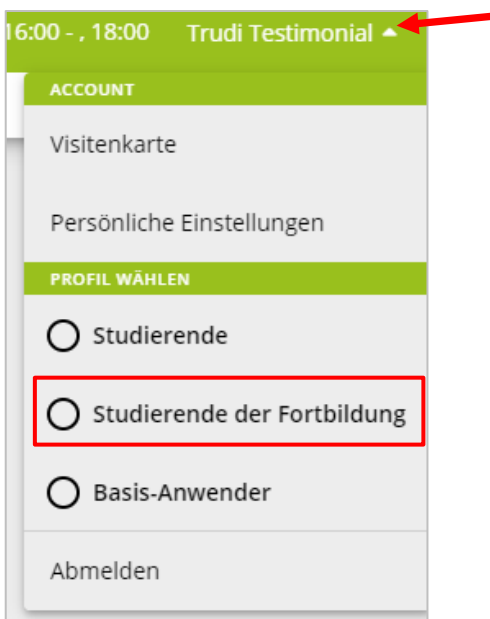 16:00 - , 18:00 Trudi Testimonial
ACCOUNT
Visitenkarte
Persönliche Einstellungen
PROFIL WÄHLEN
Studierende
Studierende der Fortbildung
Basis-Anwender
Abmelden